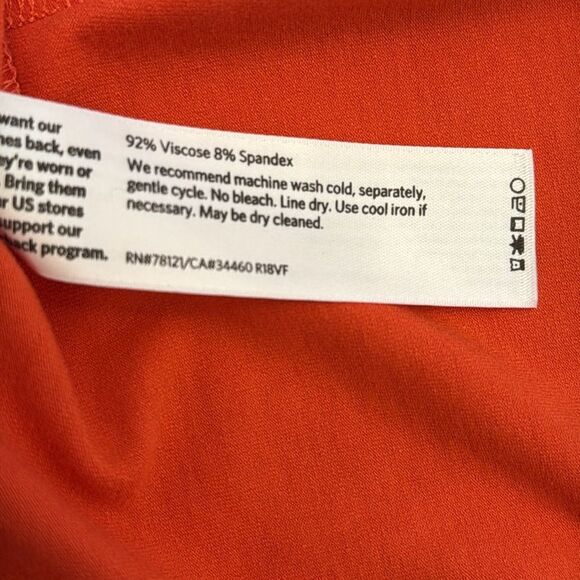 want our
nes back, even
ey're worn or
Bring them
r US stores
upport our
back program.
92% Viscose 8% Spandex
We recommend machine wash cold, separately,
gentle cycle. No bleach. Line dry. Use cool iron if
necessary. May be dry cleaned.
RN#78121/CA#34460 R18VF